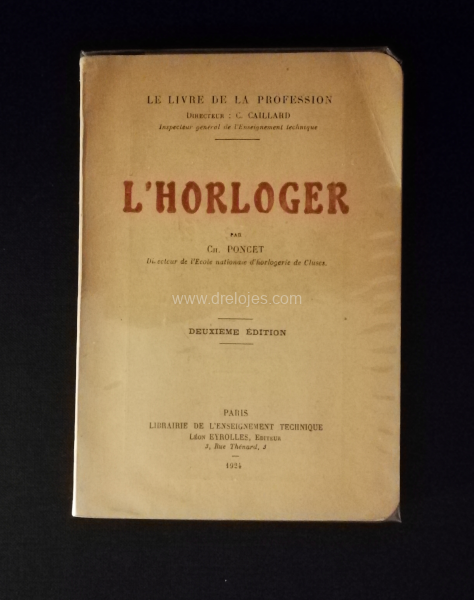 LE LIVRE DE LA PROFESSION
DIRECTEUR : C. CAILLARD
Inspecteur général de l'Enseignement technique
L'HORLOGER
PAR
CH. PONCET
Directeur de l'École nationale d'horlogerie de Cluses.
www.drelojes.com
DEUXIEME ÉDITION
PARIS
LIBRAIRIE DE L'ENSEIGNEMENT TECHNIQUE
LÉON EYROLLES, ÉDITEUR
3, Rue Thénard, 3
1924